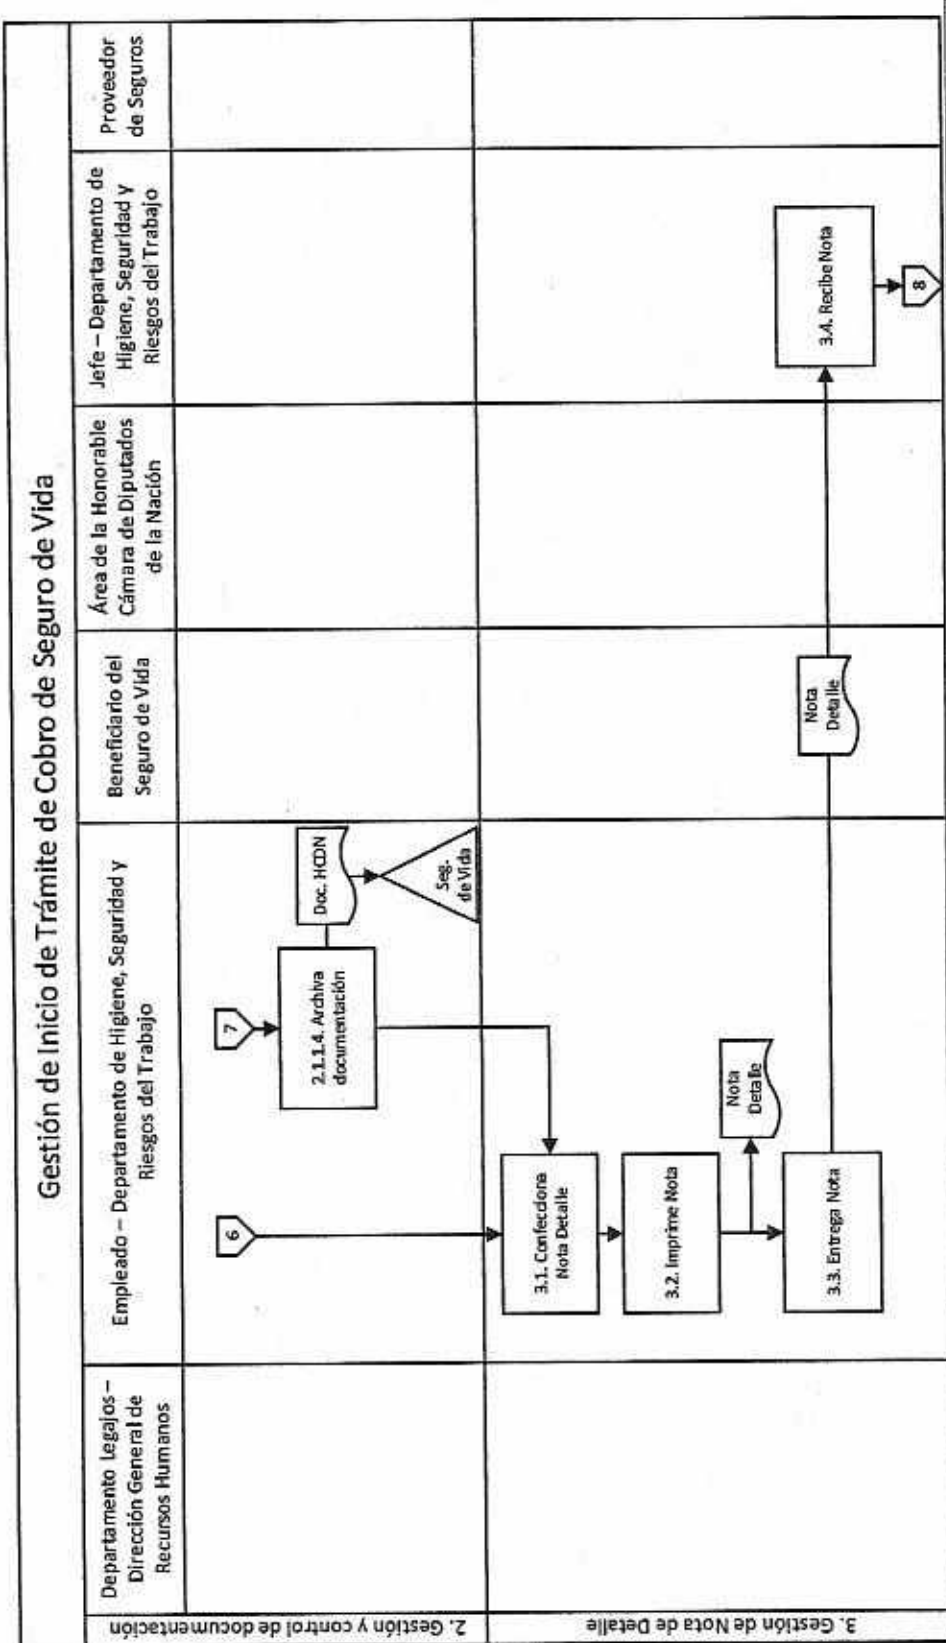 Gestión de Inicio de Trámite de Cobro de Seguro de Vida
Departamento Legajos –
Dirección General de
Recursos Humanos
Empleado – Departamento de Higiene, Seguridad y
Riesgos del Trabajo
Beneficiario del
Seguro de Vida
Área de la Honorable
Cámara de Diputados
de la Nación
Jefe – Departamento de
Higiene, Seguridad y
Riesgos del Trabajo
Proveedor
de Seguros
2. Gestión y control de documentación
6
7
2.1.1.4. Archiva
documentación
Doc. HCDN
Seg.
de Vida
3. Gestión de Nota de Detalle
3.1. Confecciona
Nota Detalle
3.2. Imprime Nota
Nota
Detalle
3.3. Entrega Nota
Nota
Detalle
3.4. Recibe Nota
8